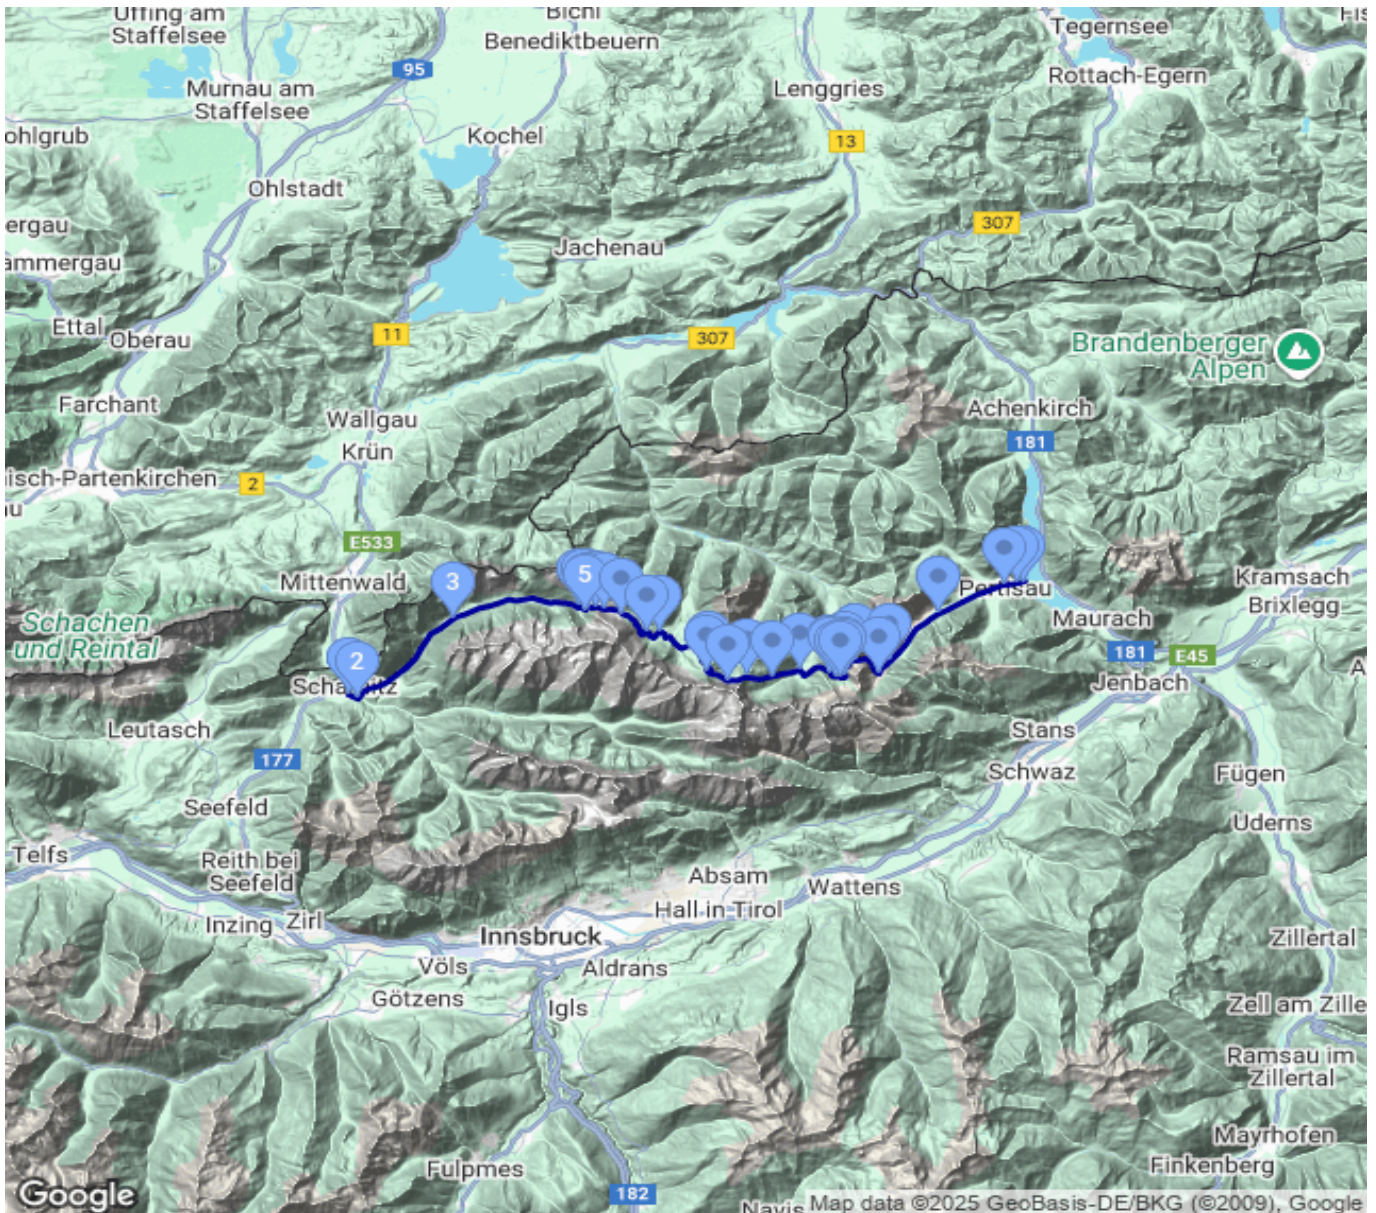 Uffing am
Staffelsee
Bichl
Benediktbeuern
Tegernsee
Rottach-Egern
95
Murnau am
Staffelsee
Lenggries
13
ohlgrub
Kochel
Ohlstadt
307
ergau
Jachenau
ammergau
Ettal
Oberau
11
307
Brandenberger
Alpen
Farchant
Wallgau
Achenkirch
181
Krün
isch-Partenkirchen
2
au
E533
Mittenwald
3
5
Pertisau
Kramsach
Brixlegg
Maurach
Schachen
und Reintal
2
181
E45
Jenbach
Leutasch
Stans
177
Schwaz
Fügen
Seefeld
Uderns
Telfs
Reith bei
Seefeld
Absam
Wattens
Inzing
Zirl
Hall in Tirol
Innsbruck
Zillertal
Völs
Aldrans
Götzens
Igls
Zell am Zille
Ramsau im
Zillertal
Mayrhofen
Finkenberg
Fulpmes
182
Navis
Google
Map data ©2025 GeoBasis-DE/BKG (©2009), Google